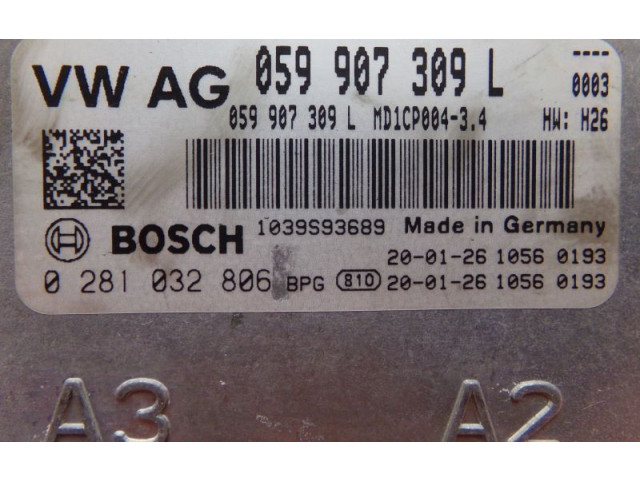 VW AG 059 907 309 L ----
0003
059 907 309 L MD1CP004-3.4 HW: H26
1039S93689 Made in Germany
BOSCH
20-01-26 1056 0193
0 281 032 806 BPG 810 20-01-26 1056 0193
A3 A2